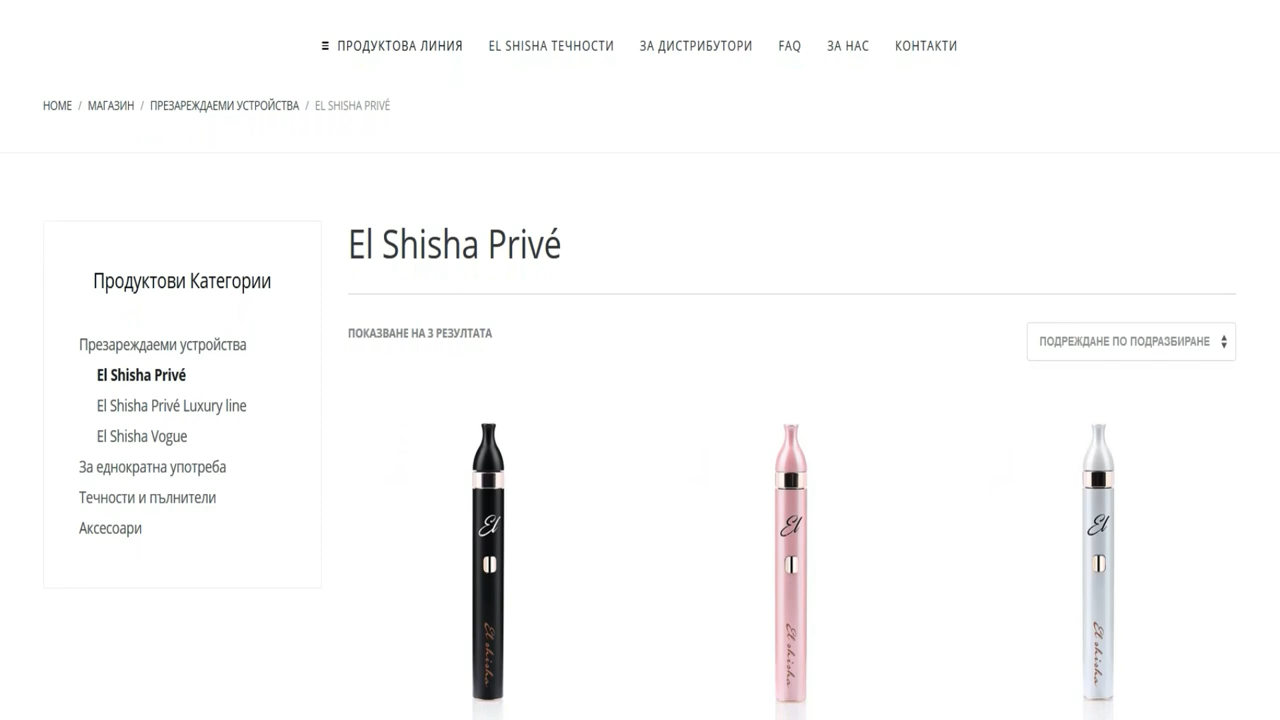 ПРОДУКТОВА ЛИНИЯ EL SHISHA ТЕЧНОСТИ ЗА ДИСТРИБУТОРИ FAQ ЗА НАС КОНТАКТИ
HOME / МАГАЗИН / ПРЕЗАРЕЖДАЕМИ УСТРОЙСТВА / EL SHISHA PRIVÉ
Продуктови Категории
Презареждаеми устройства
El Shisha Privé
El Shisha Privé Luxury line
El Shisha Vogue
За еднократна употреба
Течности и пълнители
Аксесоари
El Shisha Privé
ПОКАЗВАНЕ НА 3 РЕЗУЛТАТА
ПОДРЕЖДАНЕ ПО ПОДРАЗБИРАНЕ
El
El shisha
El
El shisha
El
El shisha